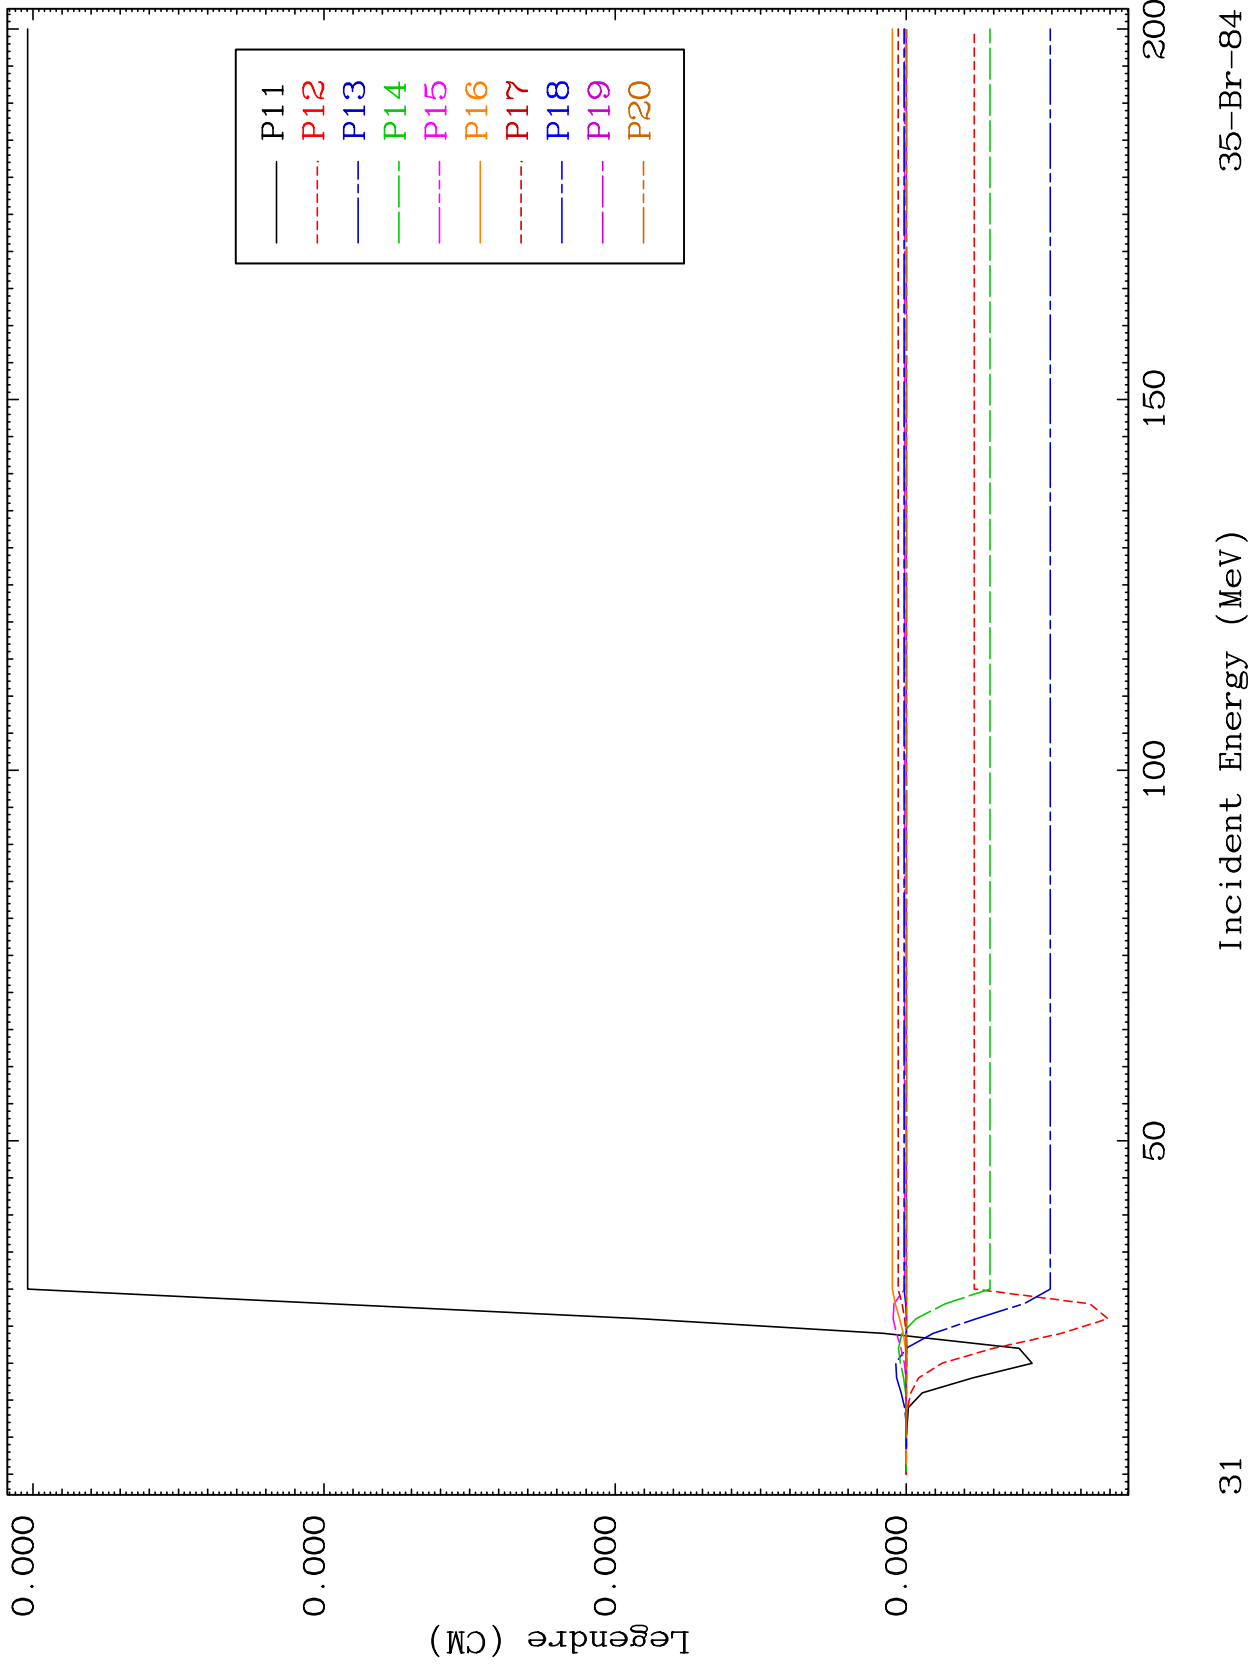 Legendre (CM)
0.000
0.000
0.000
0.000
P11
P12
P13
P14
P15
P16
P17
P18
P19
P20
50
100
150
200
Incident Energy (MeV)
31
35-Br-84